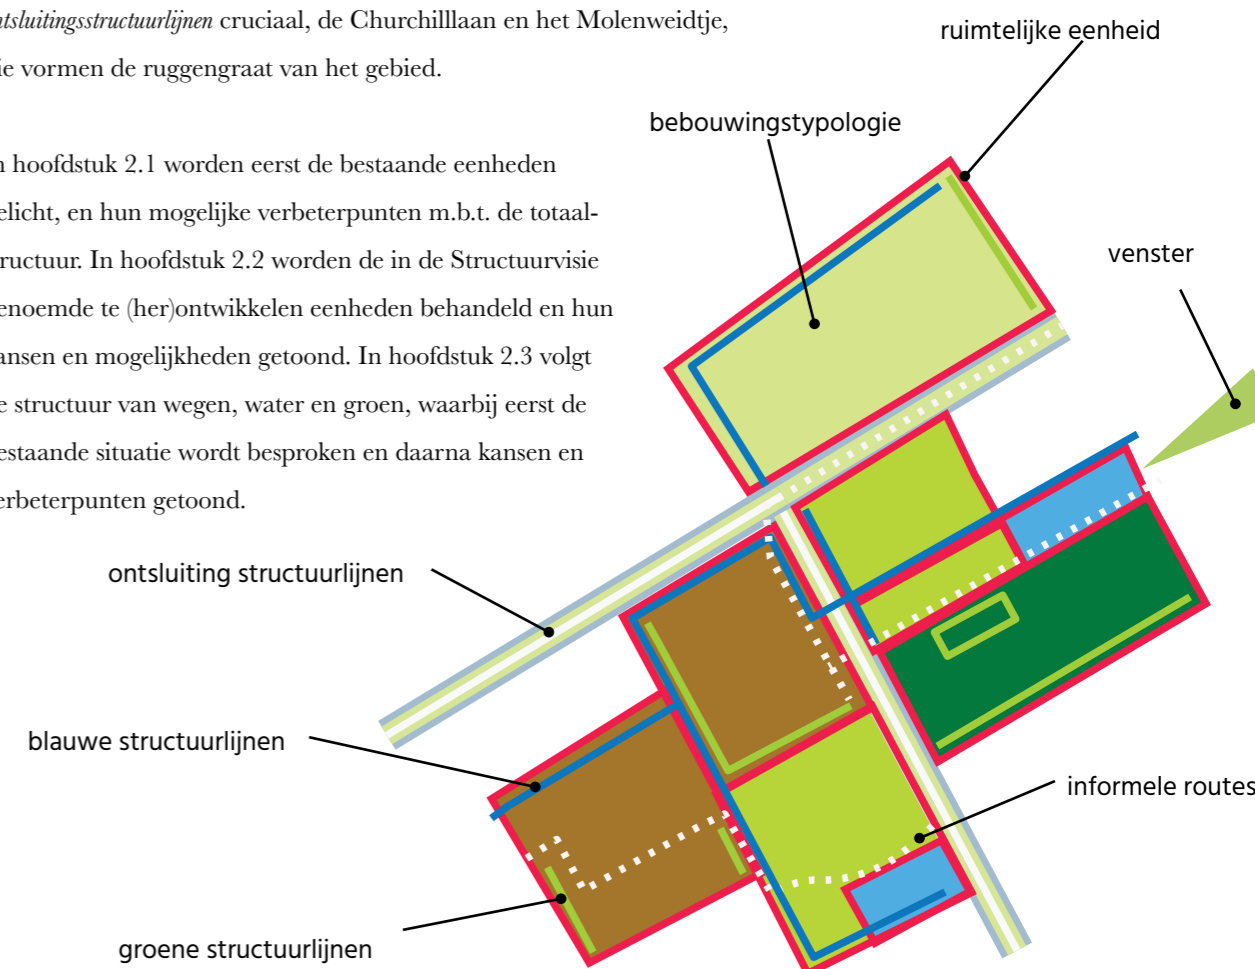 ntsluitingsstructuurlijnen cruciaal, de Churchilllaan en het Molenweidtje,
ie vormen de ruggengraat van het gebied.
n hoofdstuk 2.1 worden eerst de bestaande eenheden
elicht, en hun mogelijke verbeterpunten m.b.t. de totaal-
ructuur. In hoofdstuk 2.2 worden de in de Structuurvisie
enoemde te (her)ontwikkelen eenheden behandeld en hun
ansen en mogelijkheden getoond. In hoofdstuk 2.3 volgt
e structuur van wegen, water en groen, waarbij eerst de
estaande situatie wordt besproken en daarna kansen en
erbeterpunten getoond.
ruimtelijke eenheid
bebouwingstypologie
venster
ontsluiting structuurlijnen
blauwe structuurlijnen
informele routes
groene structuurlijnen